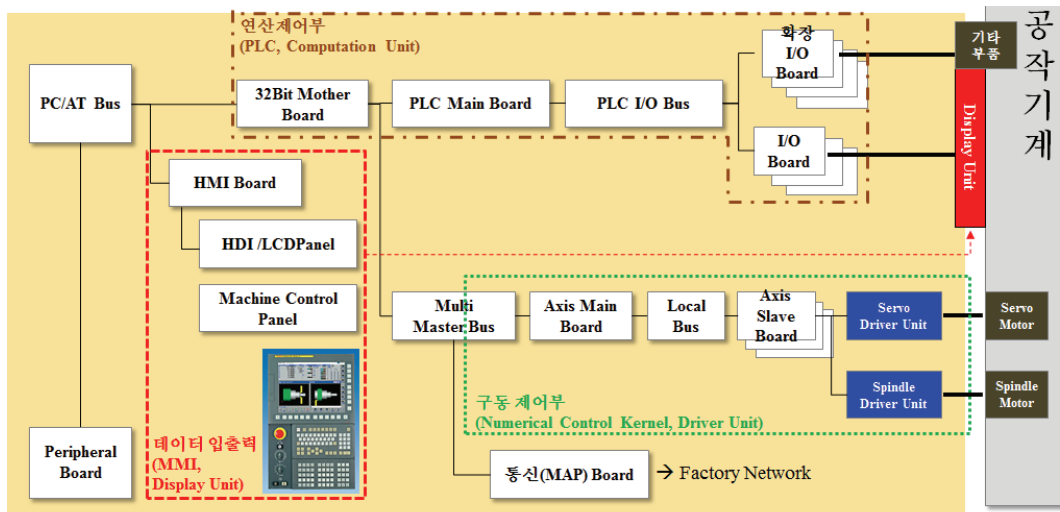 연산제어부
(PLC, Computation Unit)
확장
I/O
Board
기타
부품
공작기계
PC/AT Bus
32Bit Mother
Board
PLC Main Board
PLC I/O Bus
I/O
Board
Display Unit
HMI Board
HDI /LCDPanel
Machine Control
Panel
Multi
Master Bus
Axis Main
Board
Local
Bus
Axis
Slave
Board
Servo
Driver Unit
Servo
Motor
Spindle
Driver Unit
Spindle
Motor
구동 제어부
(Numerical Control Kernel, Driver Unit)
데이터 입출력
(MMI,
Display Unit)
Peripheral
Board
통신(MAP) Board
→ Factory Network